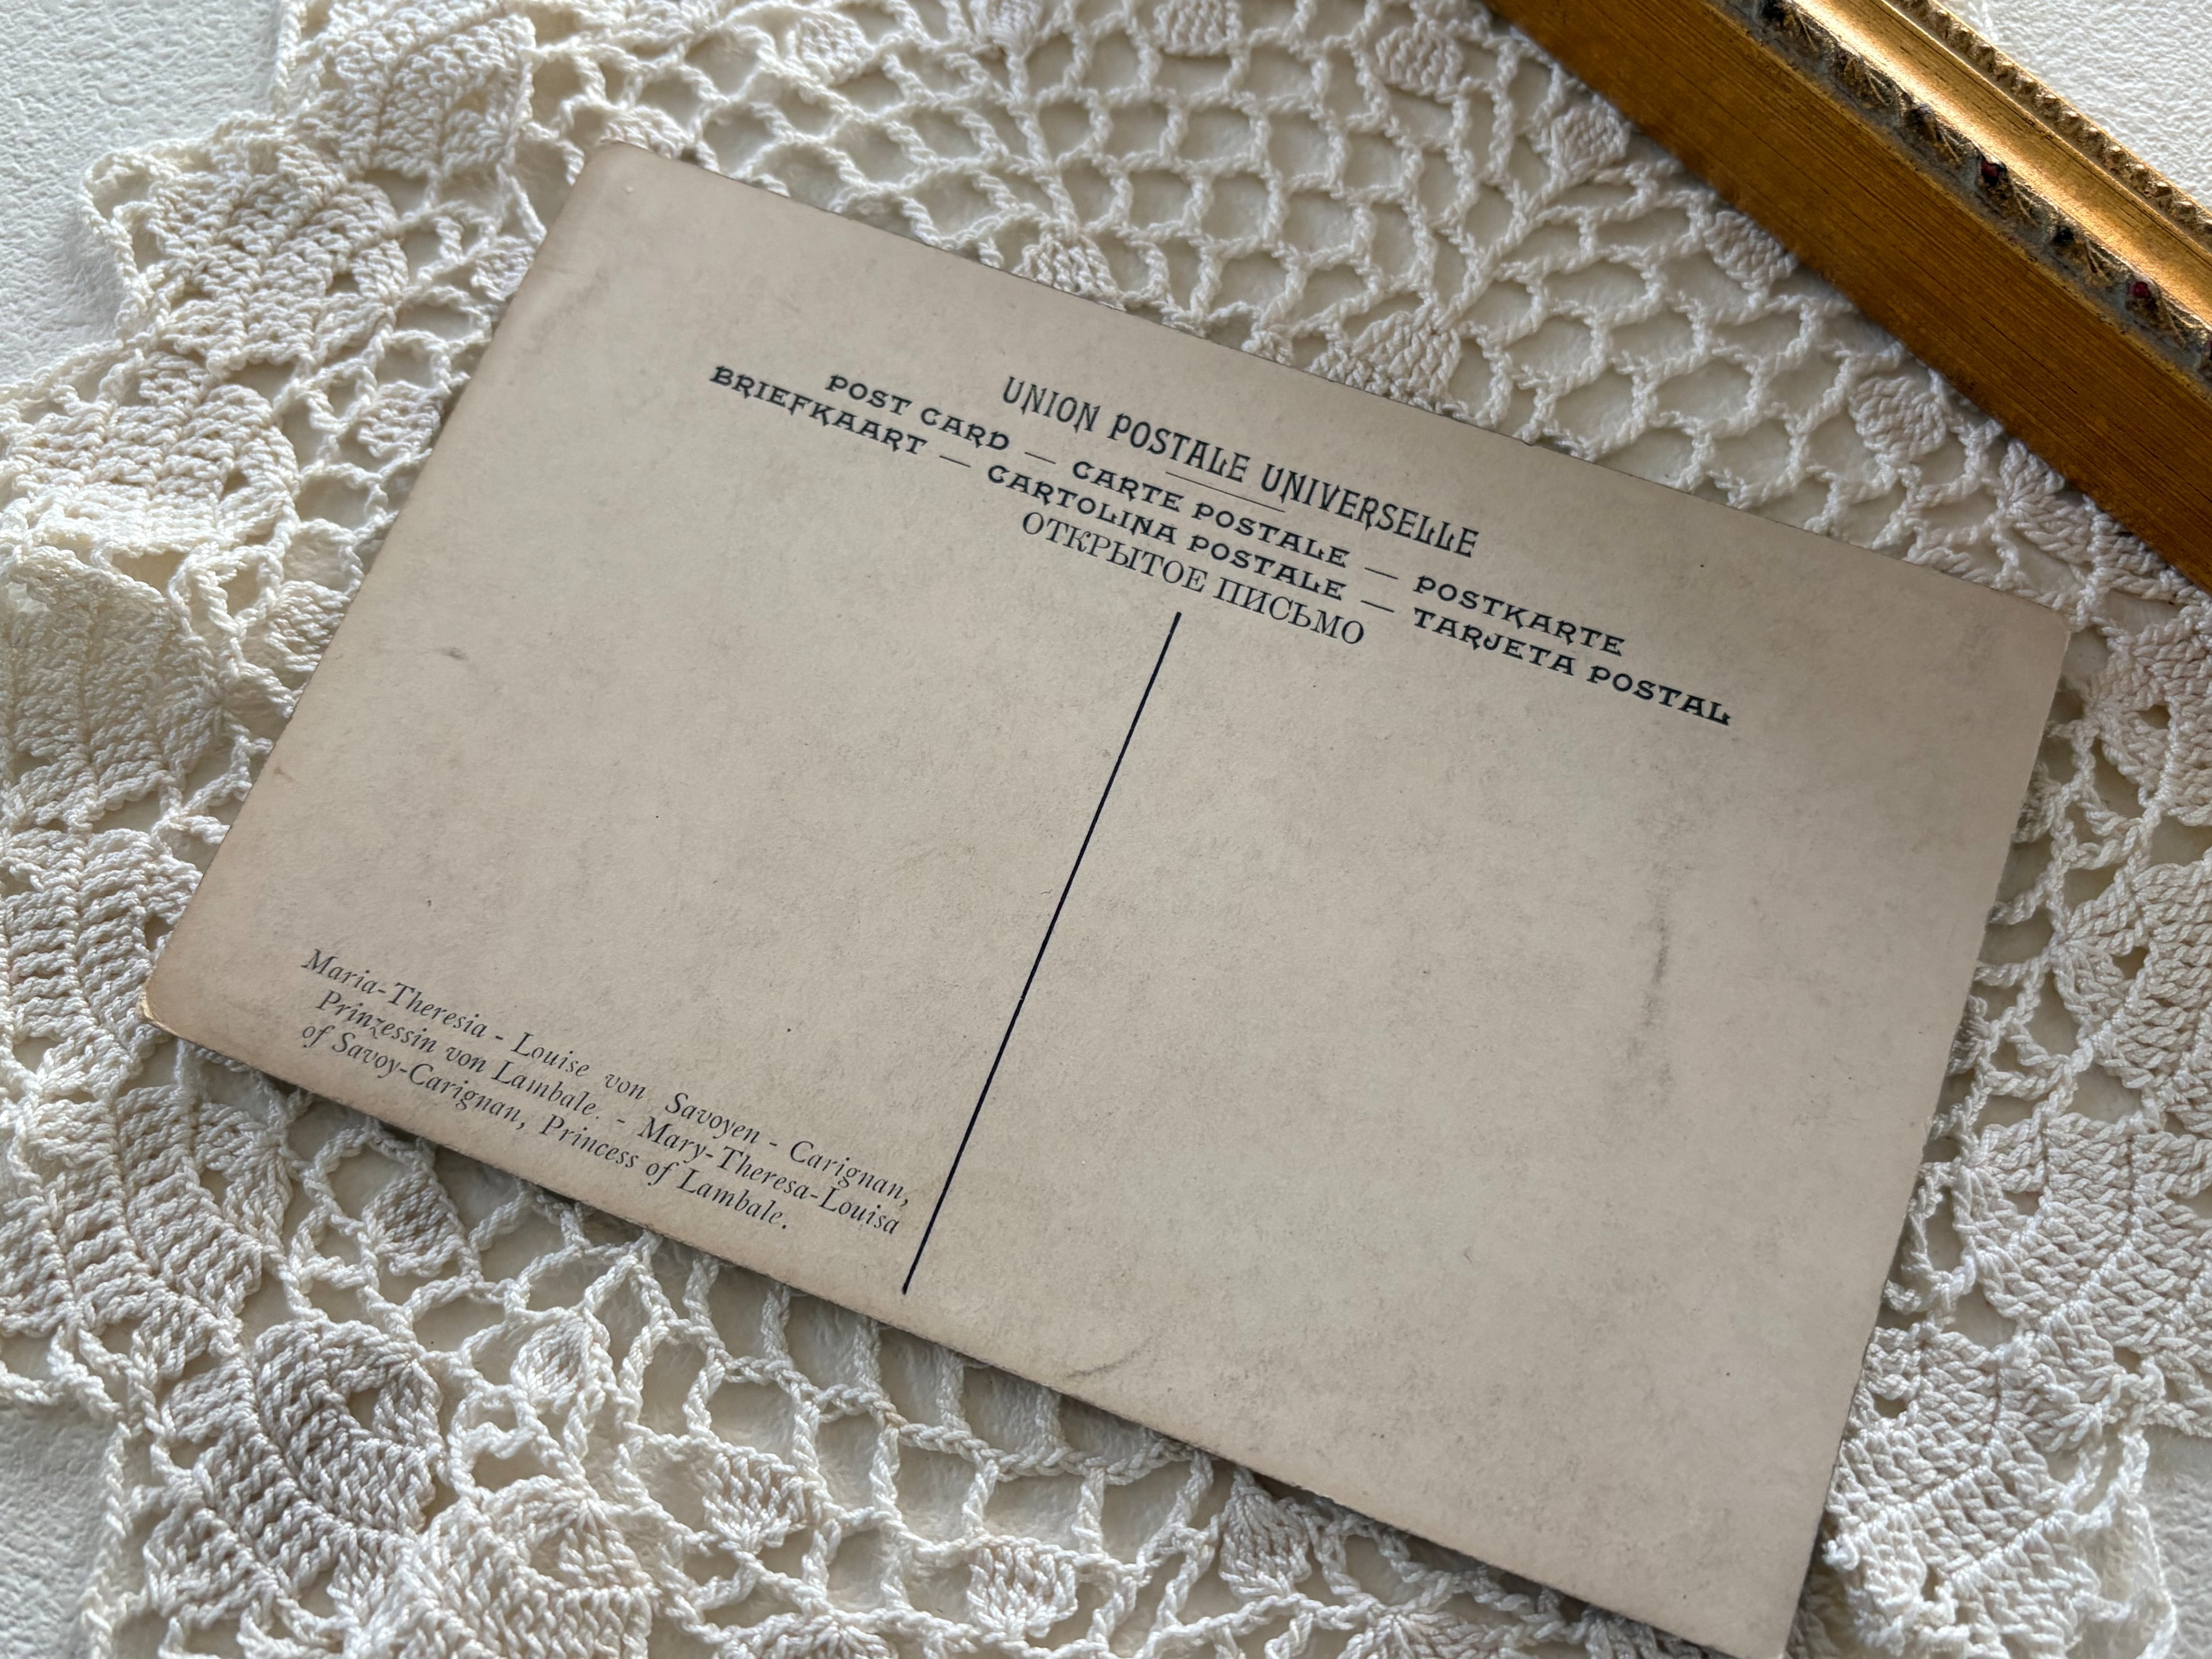 UNION POSTALE UNIVERSELLE
POST CARD — CARTE POSTALE — POSTKARTE
BRIEFKAART — CARTOLINA POSTALE — TARJETA POSTAL
ОТКРЫТОЕ ПИСЬМО
Maria-Theresia - Louise von Savoyen - Carignan,
Prinzessin von Lambale. - Mary-Theresa-Louisa
of Savoy-Carignan, Princess of Lambale.